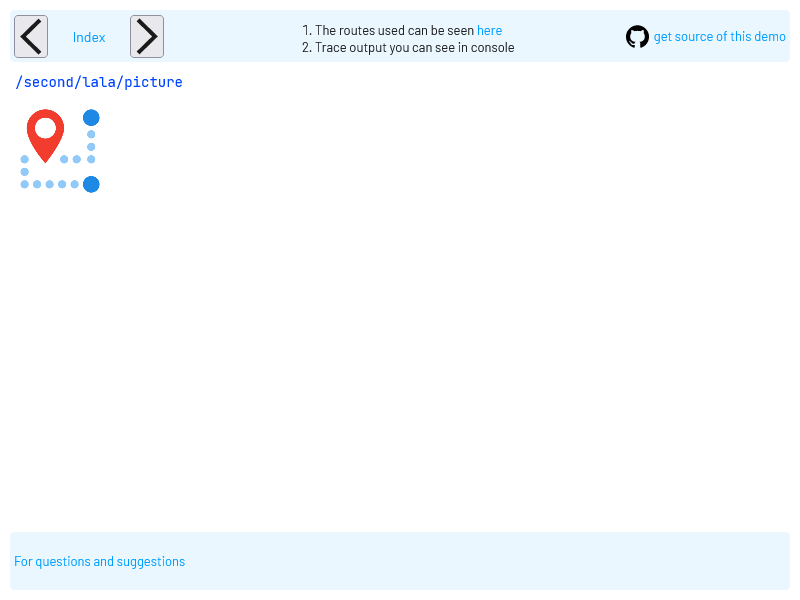 Index
1. The routes used can be seen here
2. Trace output you can see in console
get source of this demo
/second/lala/picture
For questions and suggestions